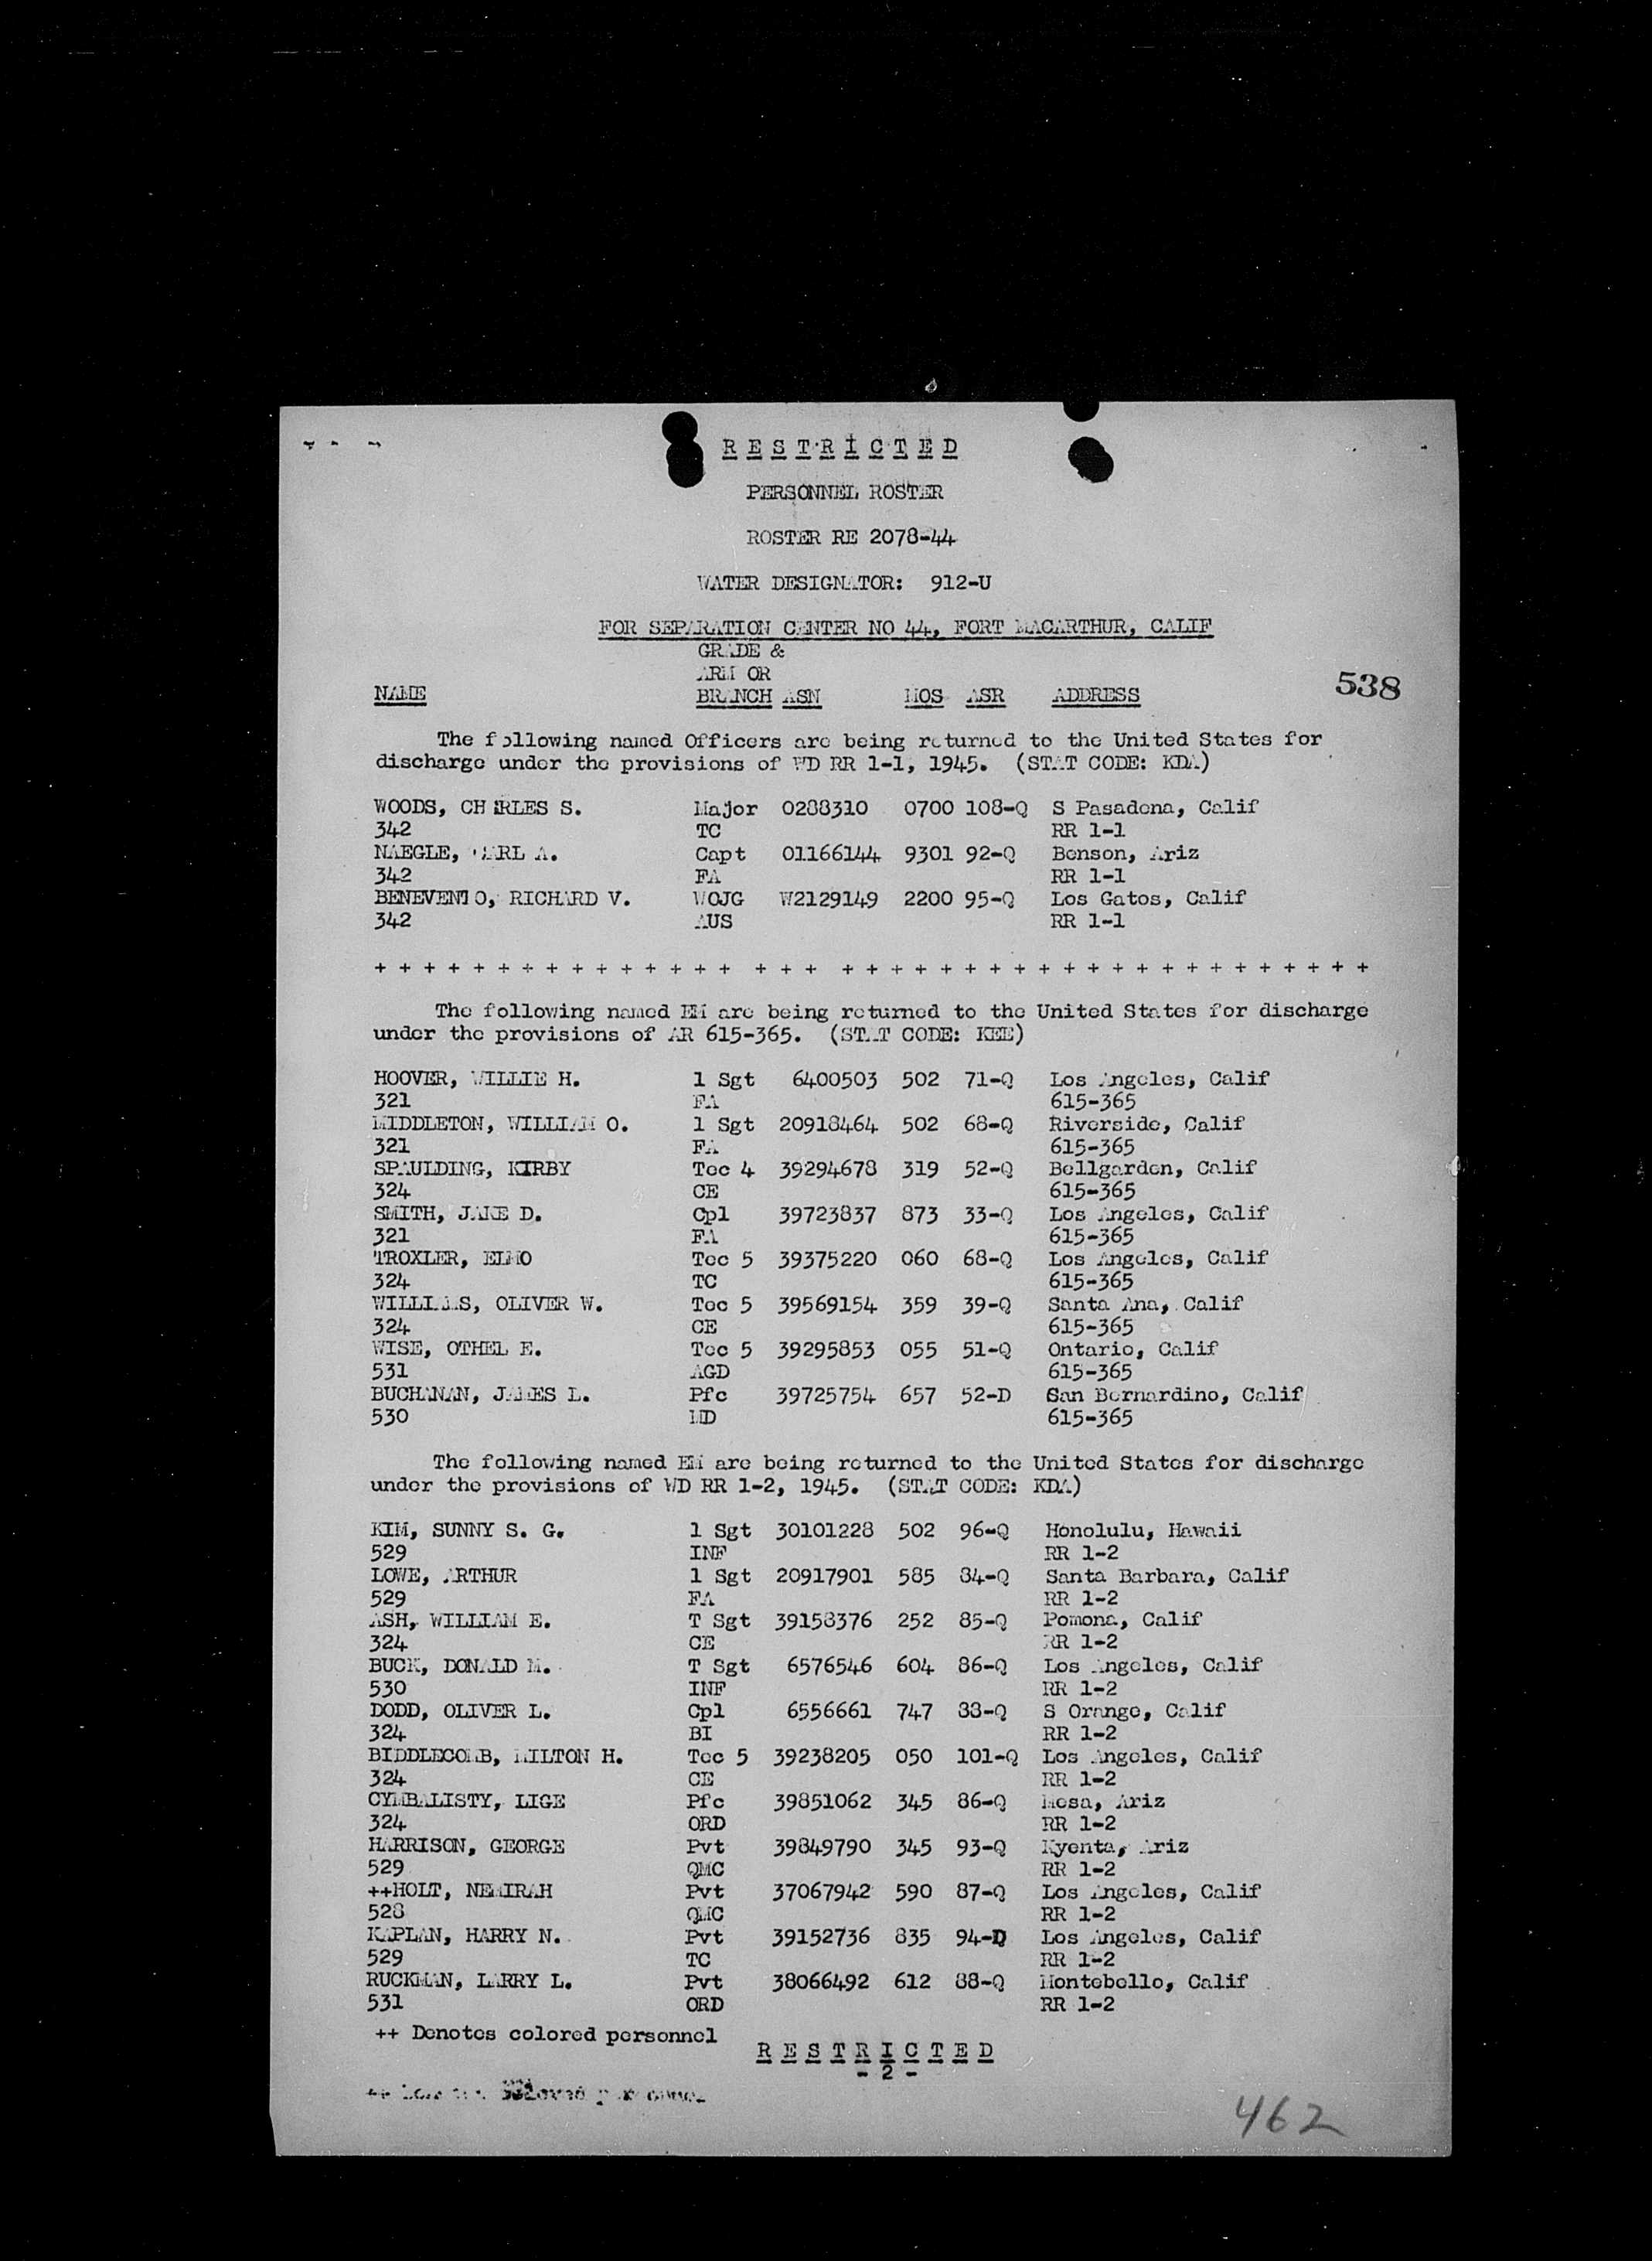 R E S T R I C T E D
PERSONNEL ROSTER
ROSTER RE 2078-44
WATER DESIGNATOR: 912-U
FOR SEPARATION CENTER NO 44, FORT MACARTHUR, CALIF
GRADE &
ARM OR
NAME BRANCH ASN MOS ASR ADDRESS
538
The following named Officers are being returned to the United States for
discharge under the provisions of WD RR 1-1, 1945. (STAT CODE: KDA)
WOODS, CHARLES S. Major 0288310 0700 108-Q S Pasadena, Calif
342 TC RR 1-1
NAEGLE, CARL A. Capt 01166144 9301 92-Q Benson, Ariz
342 FA RR 1-1
BENEVENTO, RICHARD V. WOJG W2129149 2200 95-Q Los Gatos, Calif
342 AUS RR 1-1
+ + + + + + + + + + + + + + + + + + + + + + + + + + + + + + + + + + + + + + + +
The following named EM are being returned to the United States for discharge
under the provisions of AR 615-365. (STAT CODE: KEE)
HOOVER, WILLIE H. 1 Sgt 6400503 502 71-Q Los Angeles, Calif
321 FA 615-365
MIDDLETON, WILLIAM O. 1 Sgt 20918464 502 68-Q Riverside, Calif
321 FA 615-365
SPAULDING, KIRBY Tec 4 39294678 319 52-Q Bellgarden, Calif
324 CE 615-365
SMITH, JAKE D. Cpl 39723837 873 33-Q Los Angeles, Calif
321 FA 615-365
TROXLER, ELMO Tec 5 39375220 060 68-Q Los Angeles, Calif
324 TC 615-365
WILLIAMS, OLIVER W. Tec 5 39569154 359 39-Q Santa Ana, Calif
324 CE 615-365
WISE, OTHEL E. Tec 5 39295853 055 51-Q Ontario, Calif
531 AGD 615-365
BUCHANAN, JAMES L. Pfc 39725754 657 52-D San Bernardino, Calif
530 MD 615-365
The following named EM are being returned to the United States for discharge
under the provisions of WD RR 1-2, 1945. (STAT CODE: KDA)
KIM, SUNNY S. G. 1 Sgt 30101228 502 96-Q Honolulu, Hawaii
529 INF RR 1-2
LOWE, ARTHUR 1 Sgt 20917901 585 84-Q Santa Barbara, Calif
529 FA RR 1-2
ASH, WILLIAM E. T Sgt 39158376 252 85-Q Pomona, Calif
324 CE RR 1-2
BUCK, DONALD M. T Sgt 6576546 604 86-Q Los Angeles, Calif
530 INF RR 1-2
DODD, OLIVER L. Cpl 6556661 747 88-Q S Orange, Calif
324 BI RR 1-2
BIDDLECOMB, MILTON H. Tec 5 39238205 050 101-Q Los Angeles, Calif
324 CE RR 1-2
CYMBALISTY, LIGE Pfc 39851062 345 86-Q Mesa, Ariz
324 ORD RR 1-2
HARRISON, GEORGE Pvt 39849790 345 93-Q Kyenta, Ariz
529 QMC RR 1-2
++HOLT, NEMIRAH Pvt 37067942 590 87-Q Los Angeles, Calif
528 QMC RR 1-2
KAPLAN, HARRY N. Pvt 39152736 835 94-D Los Angeles, Calif
529 TC RR 1-2
RUCKMAN, LARRY L. Pvt 38066492 612 88-Q Montebello, Calif
531 ORD RR 1-2
++ Denotes colored personnel
R E S T R I C T E D
- 2 -
462